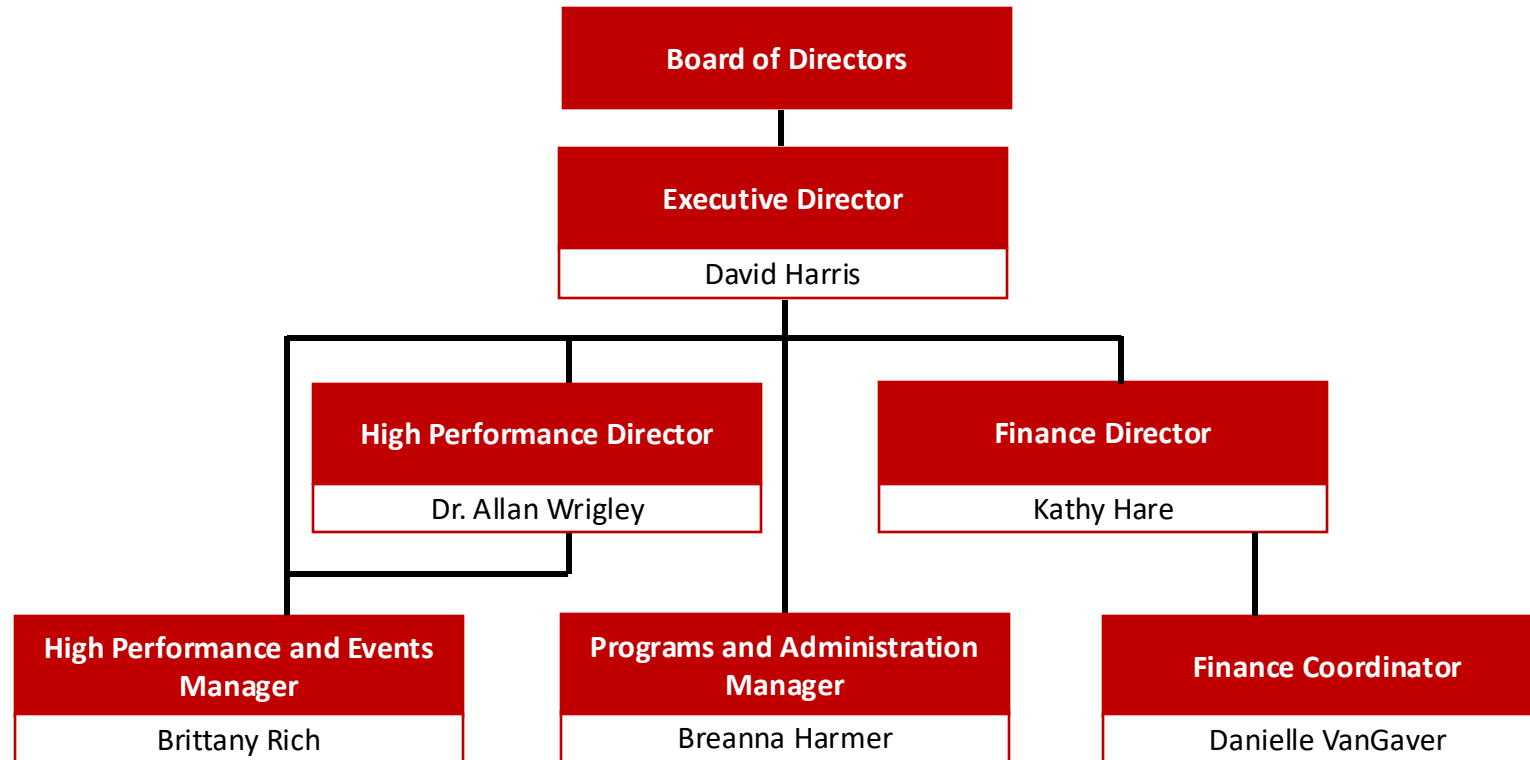 Board of Directors
Executive Director
David Harris
High Performance Director
Dr. Allan Wrigley
Finance Director
Kathy Hare
High Performance and Events
Manager
Brittany Rich
Programs and Administration
Manager
Breanna Harmer
Finance Coordinator
Danielle VanGaver